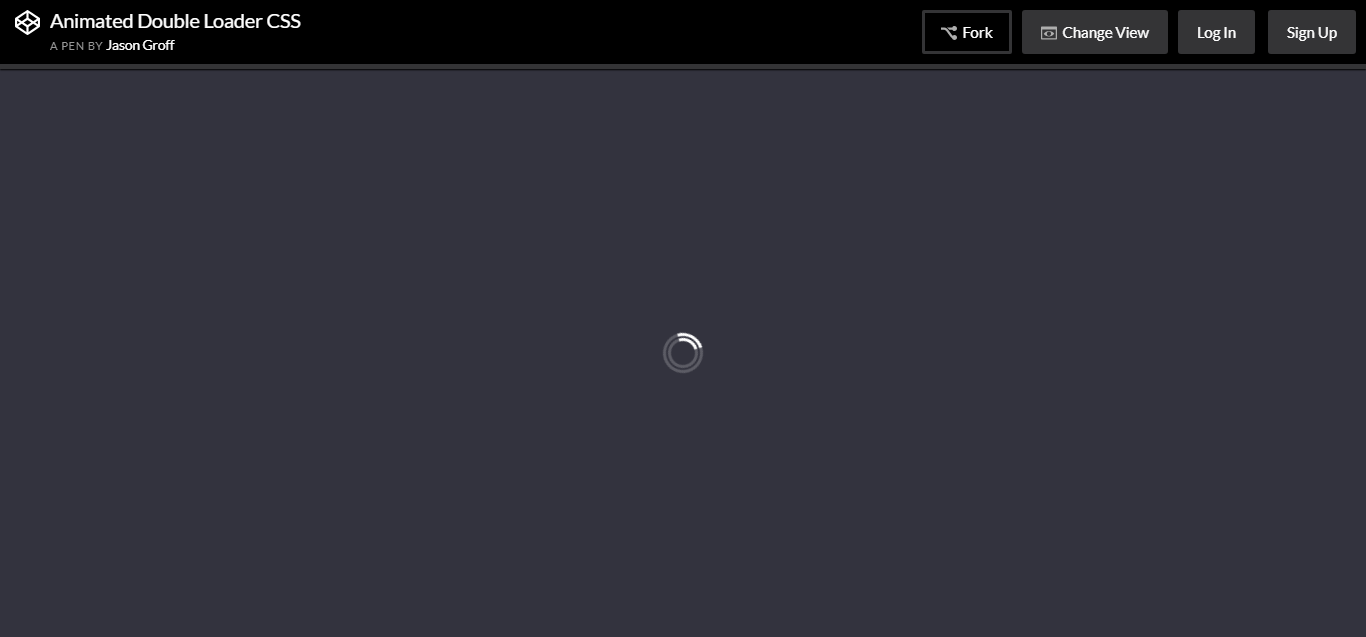 Animated Double Loader CSS
A PEN BY Jason Groff
Fork
Change View
Log In
Sign Up